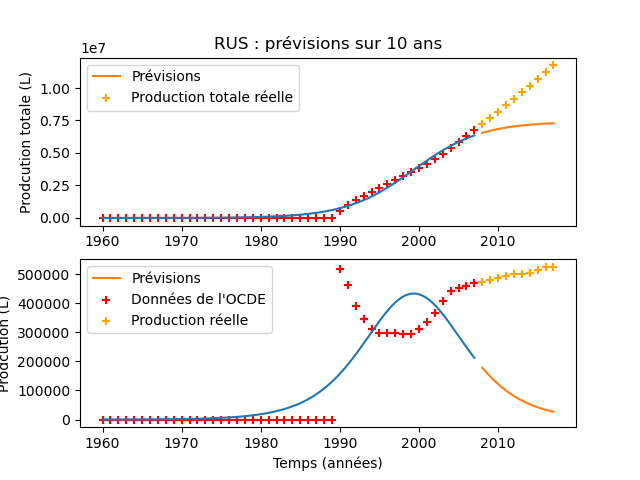 RUS : prévisions sur 10 ans
1e7
Prodcution totale (L)
1.00
0.75
0.50
0.25
0.00
Prévisions
Production totale réelle
1960 1970 1980 1990 2000 2010
Prodcution (L)
500000
400000
300000
200000
100000
0
Prévisions
Données de l'OCDE
Production réelle
1960 1970 1980 1990 2000 2010
Temps (années)